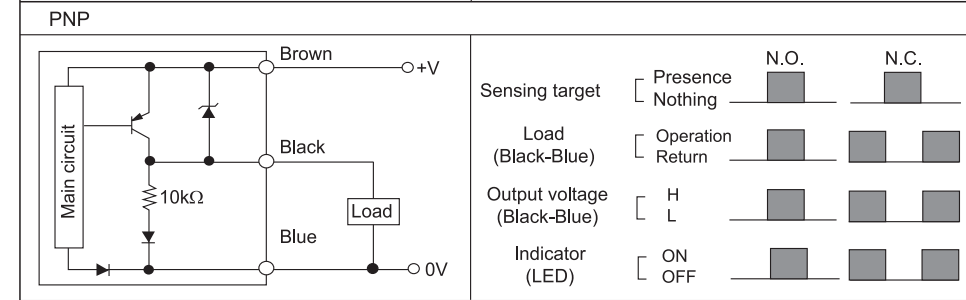 PNP
Brown
+V
Main circuit
Black
10kΩ
Load
Blue
0V
N.O. N.C.
Sensing target Presence
Nothing
Load
(Black-Blue) Operation
Return
Output voltage
(Black-Blue) H
L
Indicator
(LED) ON
OFF